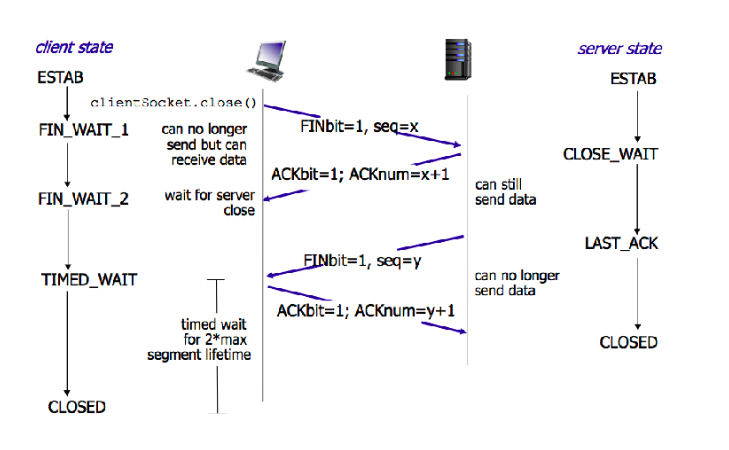 client state
server state
ESTAB
ESTAB
clientSocket.close()
FIN_WAIT_1
can no longer
send but can
receive data
FINbit=1, seq=x
CLOSE_WAIT
ACKbit=1; ACKnum=x+1
FIN_WAIT_2
wait for server
close
can still
send data
LAST_ACK
FINbit=1, seq=y
TIMED_WAIT
can no longer
send data
ACKbit=1; ACKnum=y+1
timed wait
for 2*max
segment lifetime
CLOSED
CLOSED